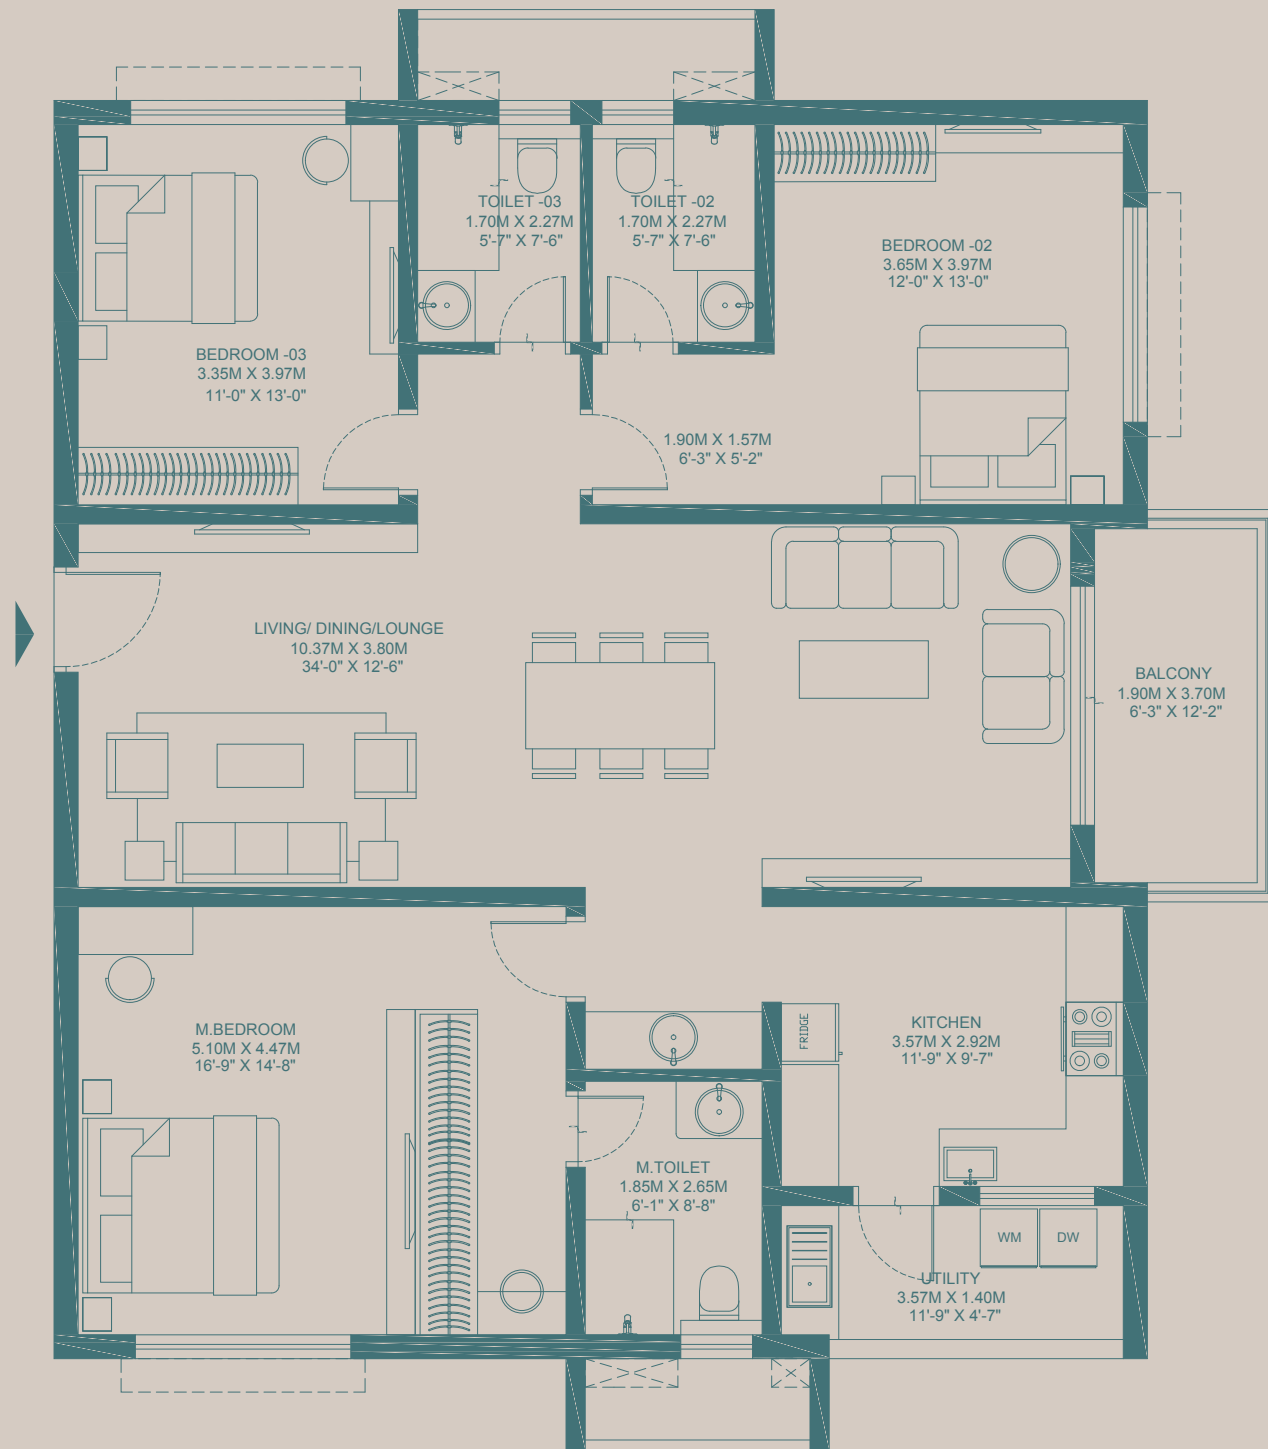 TOILET -03
1.70M X 2.27M
5'-7" X 7'-6"
TOILET -02
1.70M X 2.27M
5'-7" X 7'-6"
BEDROOM -02
3.65M X 3.97M
12'-0" X 13'-0"
BEDROOM -03
3.35M X 3.97M
11'-0" X 13'-0"
1.90M X 1.57M
6'-3" X 5'-2"
LIVING/ DINING/LOUNGE
10.37M X 3.80M
34'-0" X 12'-6"
BALCONY
1.90M X 3.70M
6'-3" X 12'-2"
M.BEDROOM
5.10M X 4.47M
16'-9" X 14'-8"
FRIDGE
KITCHEN
3.57M X 2.92M
11'-9" X 9'-7"
M.TOILET
1.85M X 2.65M
6'-1" X 8'-8"
WM
DW
UTILITY
3.57M X 1.40M
11'-9" X 4'-7"